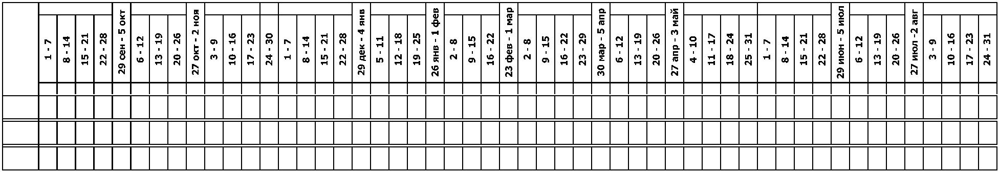 1 - 7
8 - 14
15 - 21
22 - 28
29 сен - 5 окт
6 - 12
13 - 19
20 - 26
27 окт - 2 ноя
3 - 9
10 - 16
17 - 23
24 - 30
1 - 7
8 - 14
15 - 21
22 - 28
29 дек - 4 янв
5 - 11
12 - 18
19 - 25
26 янв - 1 фев
2 - 8
9 - 15
16 - 22
23 фев - 1 мар
2 - 8
9 - 15
16 - 22
23 - 29
30 мар - 5 апр
6 - 12
13 - 19
20 - 26
27 апр - 3 май
4 - 10
11 - 17
18 - 24
25 - 31
1 - 7
8 - 14
15 - 21
22 - 28
29 июн - 5 июл
6 - 12
13 - 19
20 - 26
27 июл -2 авг
3 - 9
10 - 16
17 - 23
24 - 31